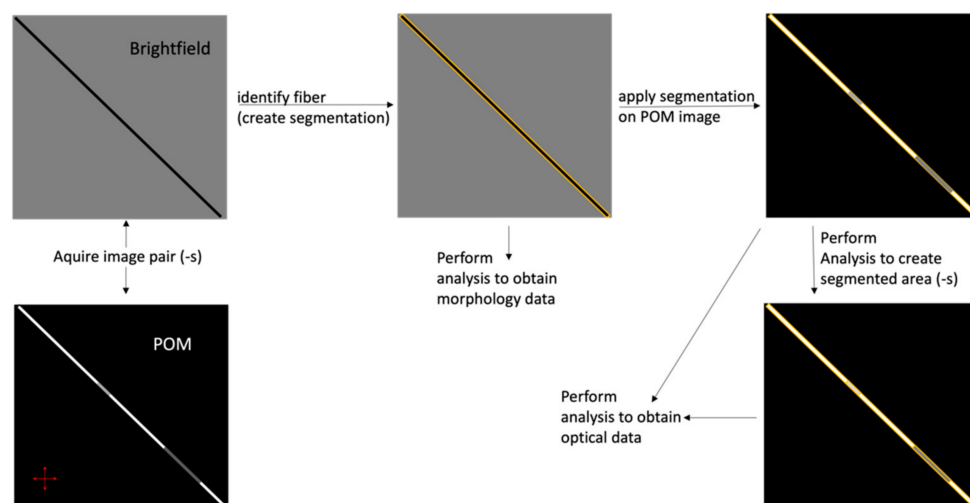 Brightfield
identify fiber
(create segmentation)
apply segmentation
on POM image
Aquire image pair (-s)
Perform
analysis to obtain
morphology data
Perform
Analysis to create
segmented area (-s)
POM
Perform
analysis to obtain
optical data